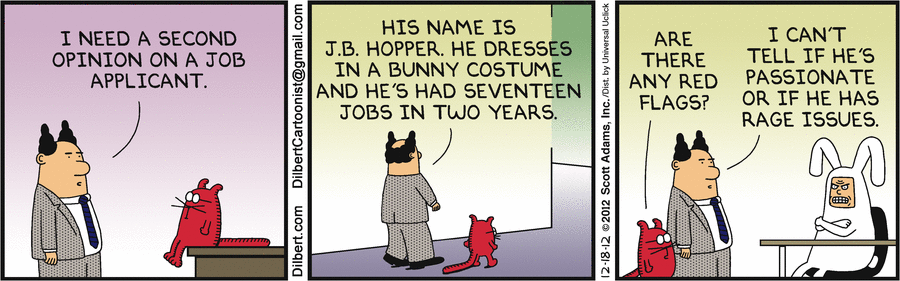 I NEED A SECOND
OPINION ON A JOB
APPLICANT.
DilbertCartoonist@gmail.com
Dilbert.com
HIS NAME IS
J.B. HOPPER. HE DRESSES
IN A BUNNY COSTUME
AND HE'S HAD SEVENTEEN
JOBS IN TWO YEARS.
12-18-12 ©2012 Scott Adams, Inc. /Dist. by Universal Uclick
ARE
THERE
ANY RED
FLAGS?
I CAN'T
TELL IF HE'S
PASSIONATE
OR IF HE HAS
RAGE ISSUES.